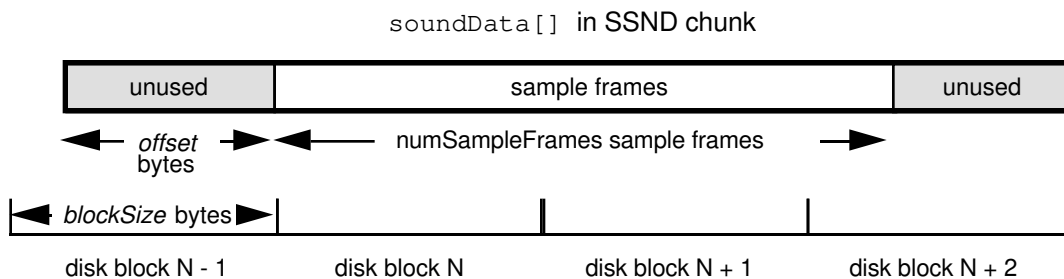 soundData[] in SSND chunk
unused sample frames unused
offset bytes
numSampleFrames sample frames
blockSize bytes
disk block N - 1 disk block N disk block N + 1 disk block N + 2